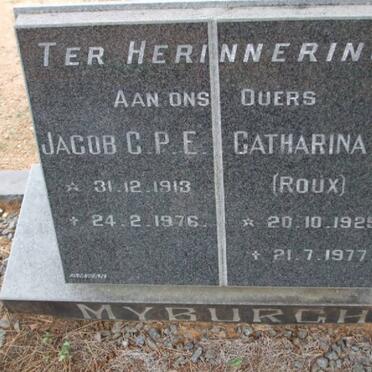 TER HERINNERIN
AAN ONS OUERS
JACOB C.P.E. CATHARINA
(ROUX)
☆ 31.12.1913
☆ 20.10.1925
✝ 24.2.1976
✝ 21.7.1977
MYBURGH